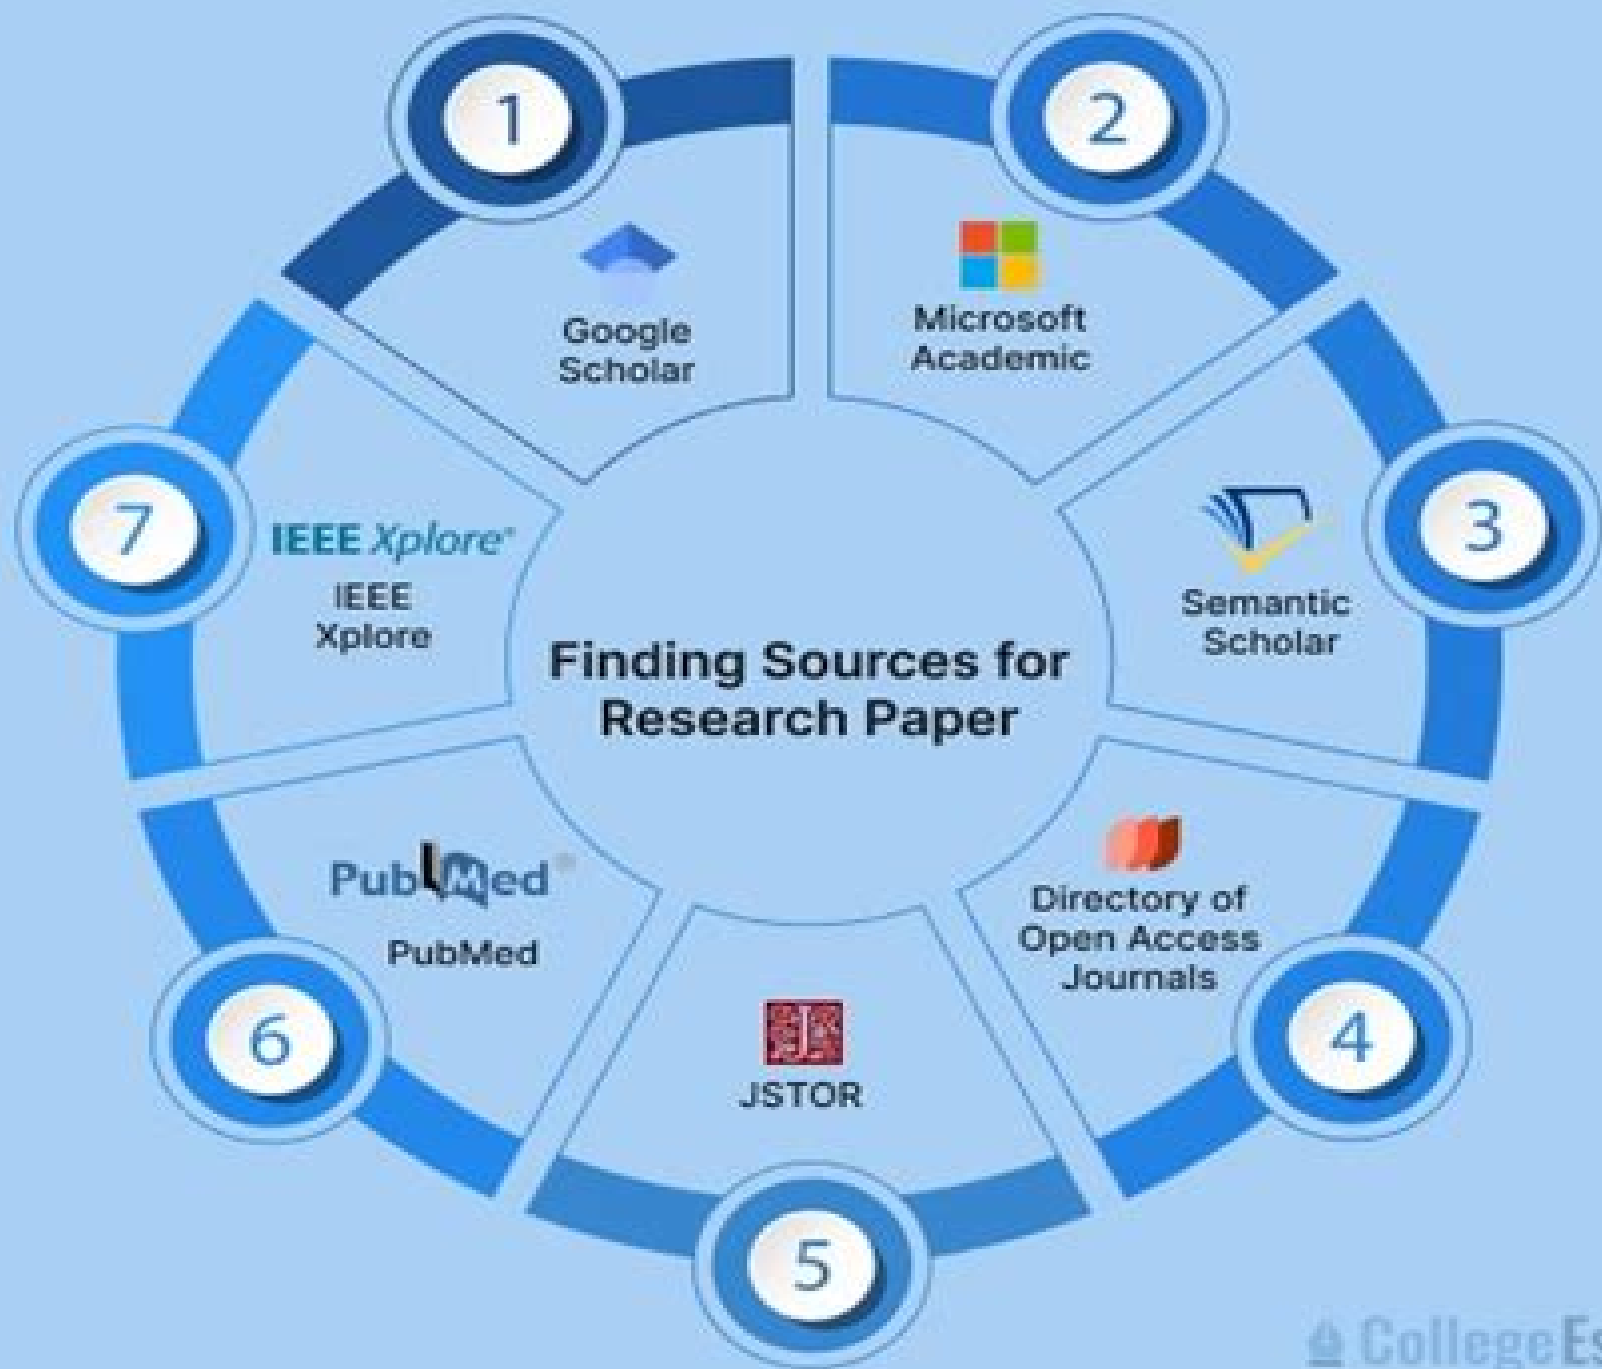 1
Google
Scholar
2
Microsoft
Academic
3
Semantic
Scholar
4
Directory of
Open Access
Journals
5
JSTOR
6
PubMed
PubMed
7
IEEE Xplore®
IEEE
Xplore
Finding Sources for
Research Paper
CollegeEs